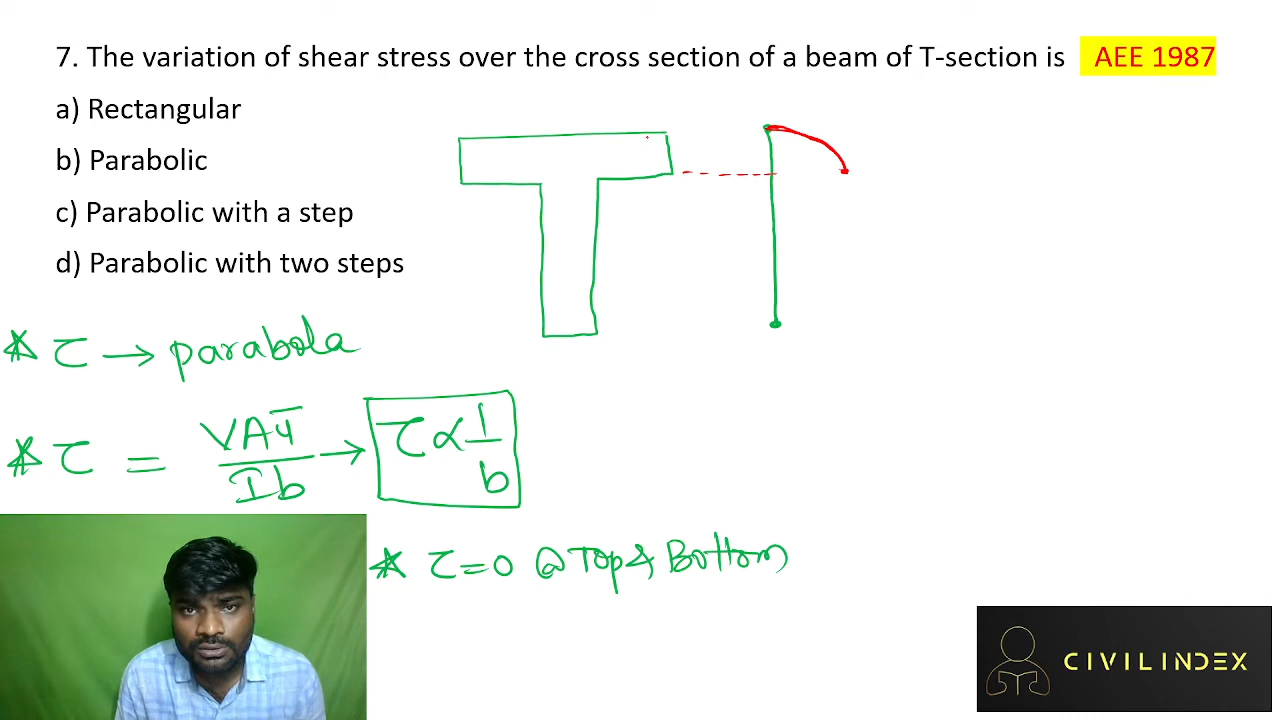 7. The variation of shear stress over the cross section of a beam of T-section is AEE 1987
a) Rectangular
b) Parabolic
c) Parabolic with a step
d) Parabolic with two steps
* τ → parabola
* τ = VAȲ / Ib → τ ∝ 1/b
* τ=0 @ Top & Bottom
CIVILINDEX